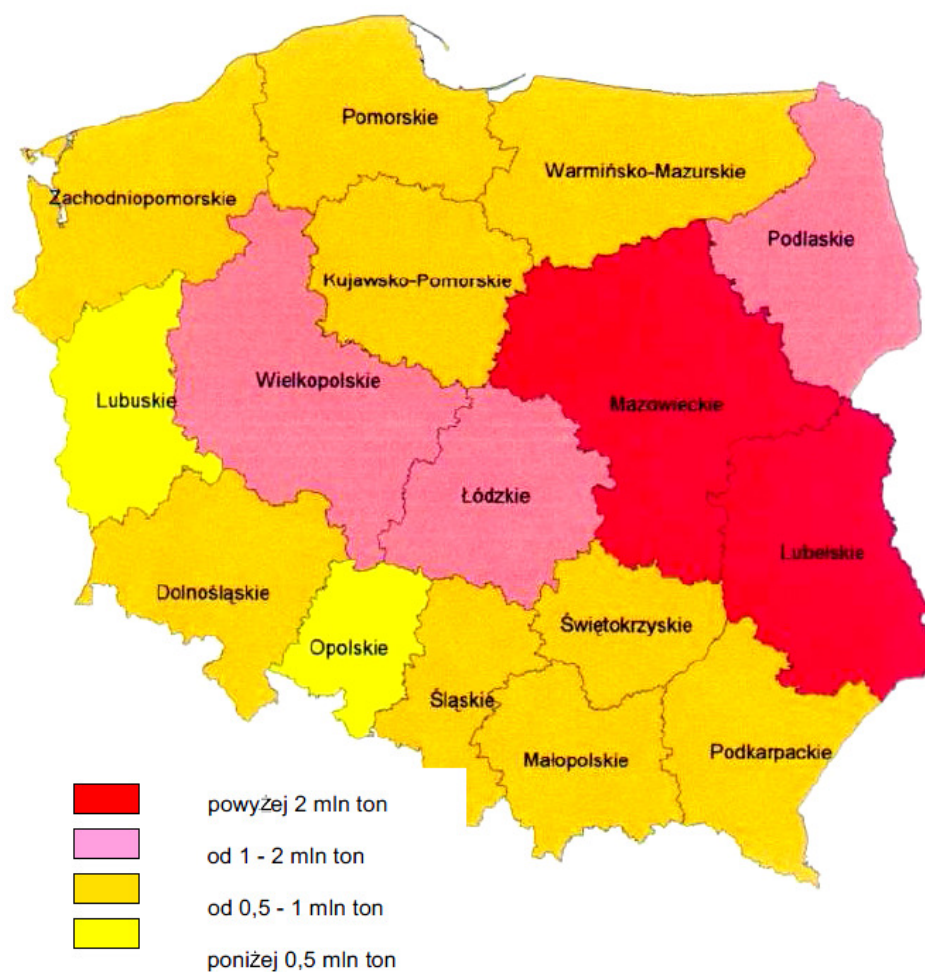 Pomorskie
Warmińsko-Mazurskie
Zachodniopomorskie
Podlaskie
Kujawsko-Pomorskie
Wielkopolskie
Lubuskie
Mazowieckie
Łódzkie
Lubelskie
Dolnośląskie
Świętokrzyskie
Opolskie
Śląskie
Małopolskie
Podkarpackie
powyżej 2 mln ton
od 1 - 2 mln ton
od 0,5 - 1 mln ton
poniżej 0,5 mln ton